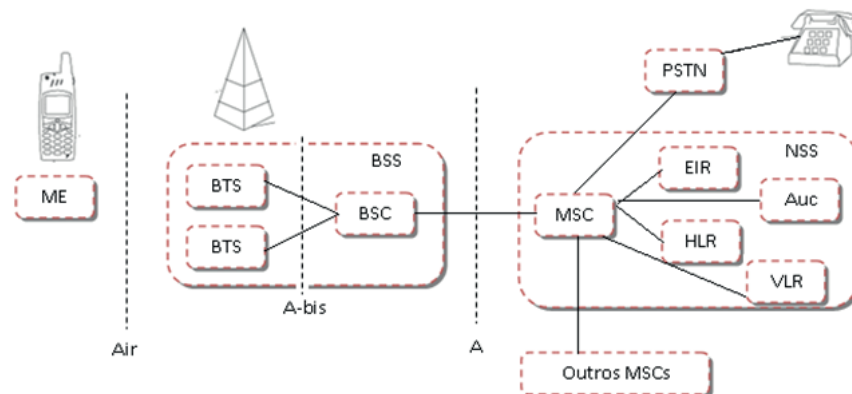 PSTN
BSS
NSS
ME
BTS
BTS
BSC
MSC
EIR
Auc
HLR
VLR
A-bis
Air
A
Outros MSCs